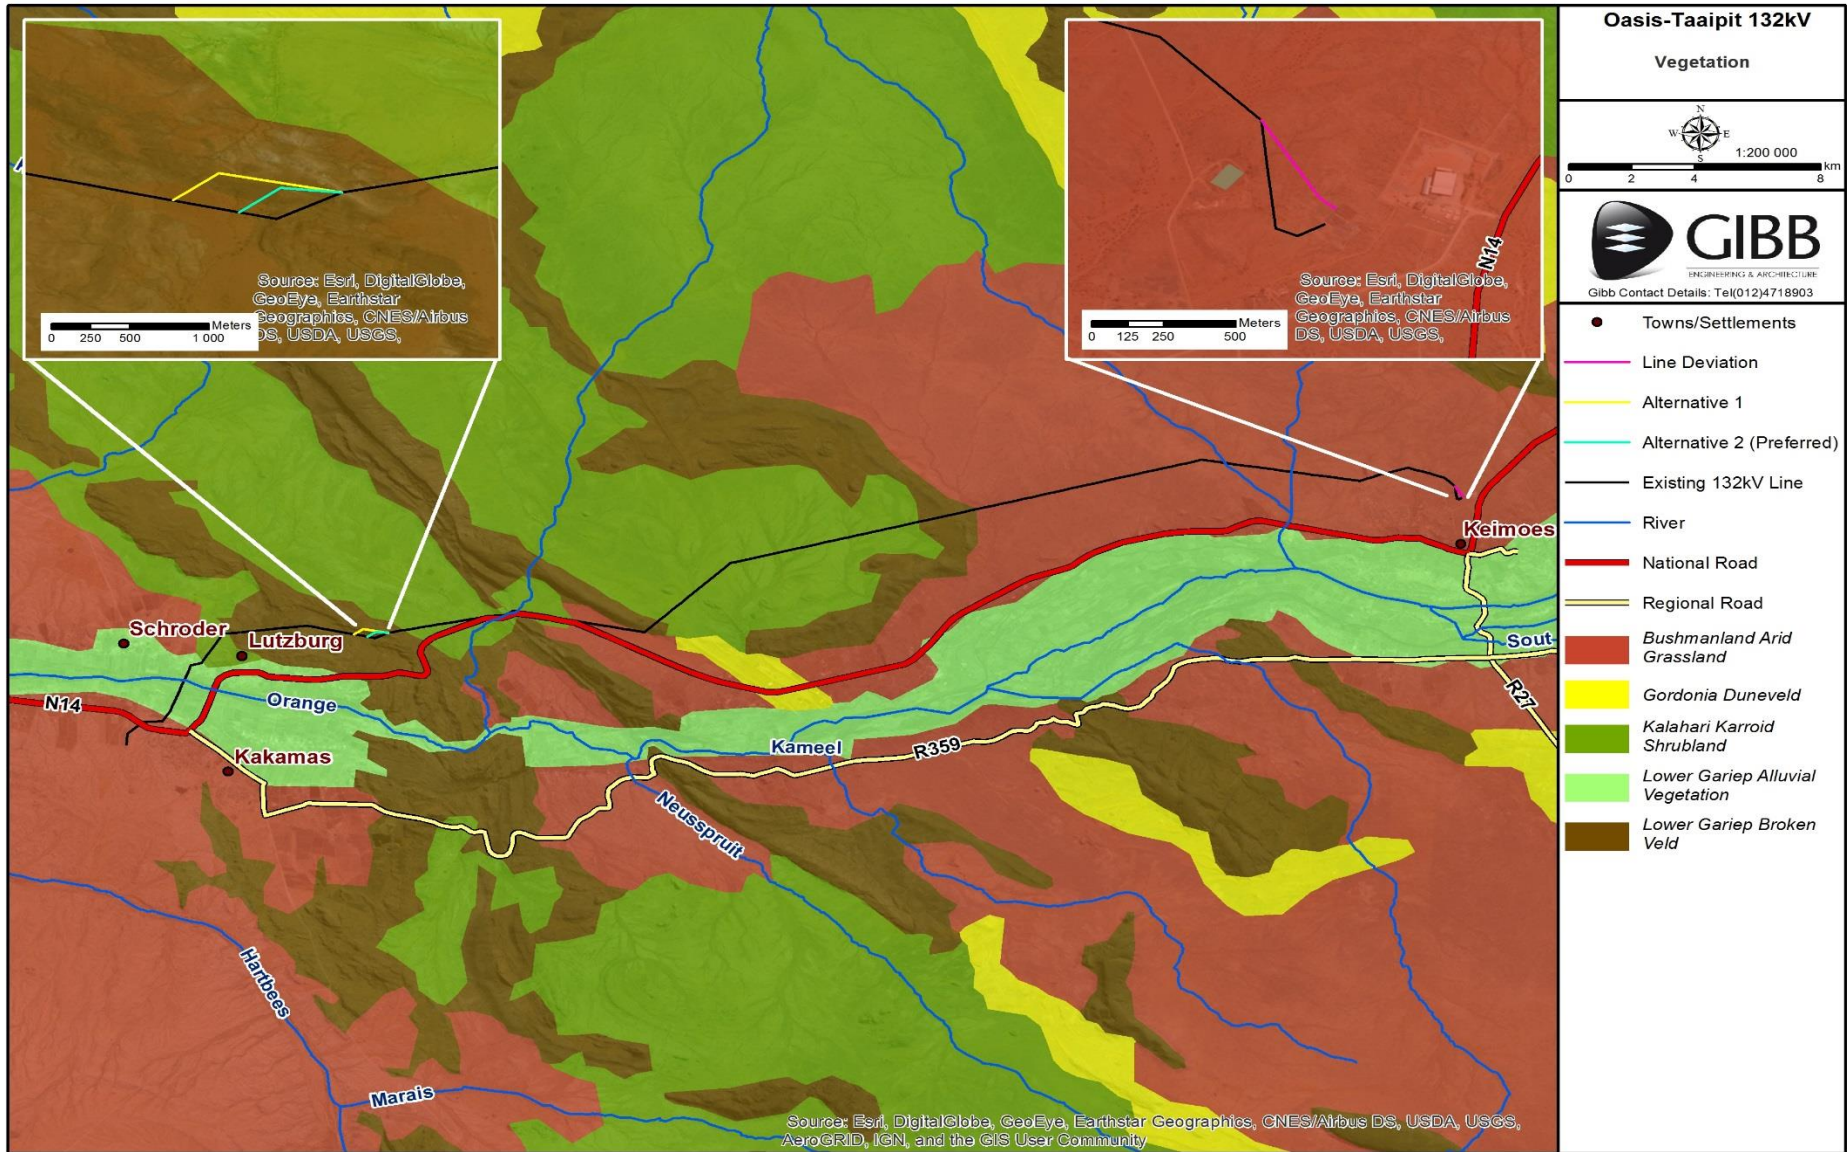 Oasis-Taaipit 132kV
Vegetation
N
W E
S
1:200 000
km
0 2 4 8
GIBB
ENGINEERING & ARCHITECTURE
Gibb Contact Details: Tel(012)4718903
Towns/Settlements
Line Deviation
Alternative 1
Alternative 2 (Preferred)
Existing 132kV Line
River
National Road
Regional Road
Bushmanland Arid
Grassland
Gordonia Duneveld
Kalahari Karroid
Shrubland
Lower Gariep Alluvial
Vegetation
Lower Gariep Broken
Veld
Source: Esri, DigitalGlobe,
GeoEye, Earthstar
Geographics, CNES/Airbus
DS, USDA, USGS,
Meters
0 250 500 1 000
Source: Esri, DigitalGlobe,
GeoEye, Earthstar
Geographics, CNES/Airbus
DS, USDA, USGS,
Meters
0 125 250 500
N14
Keimoes
Schroder
Lutzburg
Sout
Orange
N14
R27
Kameel
R359
Kakamas
Neusspruit
Hartbees
Marais
Source: Esri, DigitalGlobe, GeoEye, Earthstar Geographics, CNES/Airbus DS, USDA, USGS,
AeroGRID, IGN, and the GIS User Community